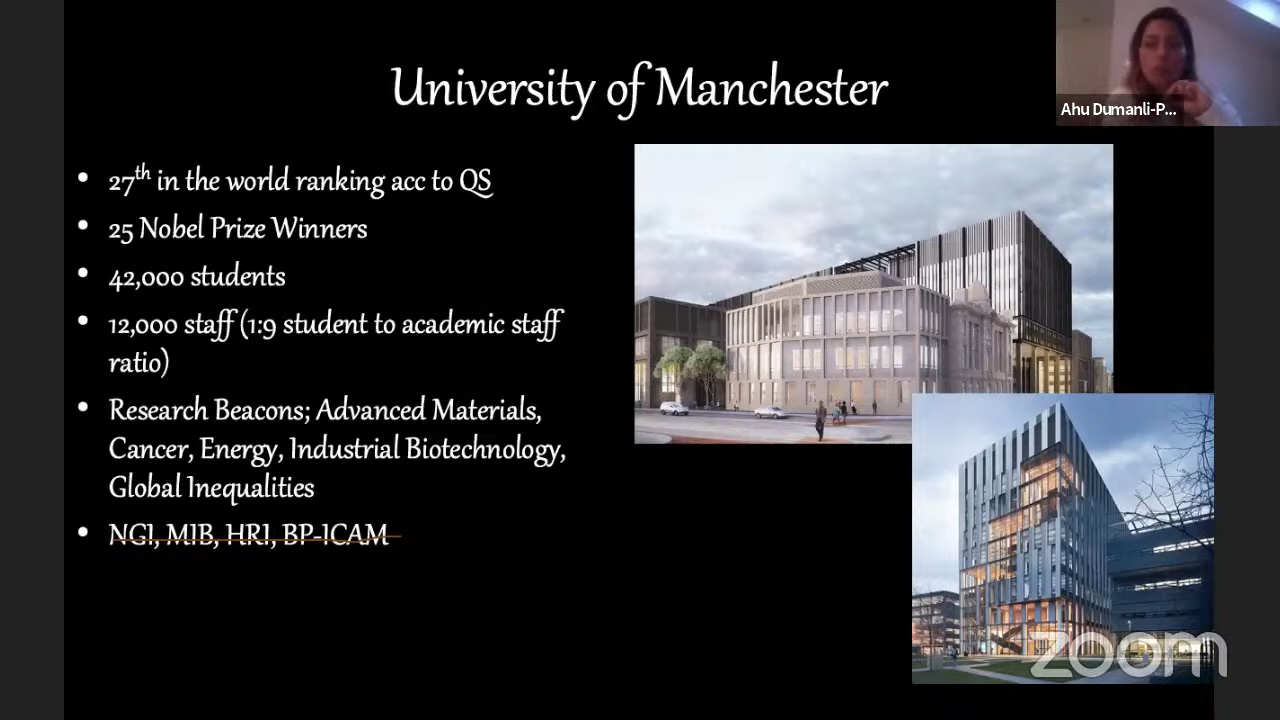 University of Manchester
Ahu Dumanli-P...
• 27th in the world ranking acc to QS
• 25 Nobel Prize Winners
• 42,000 students
• 12,000 staff (1:9 student to academic staff
ratio)
• Research Beacons; Advanced Materials,
Cancer, Energy, Industrial Biotechnology,
Global Inequalities
• NGI, MIB, HRI, BP-ICAM
zoom